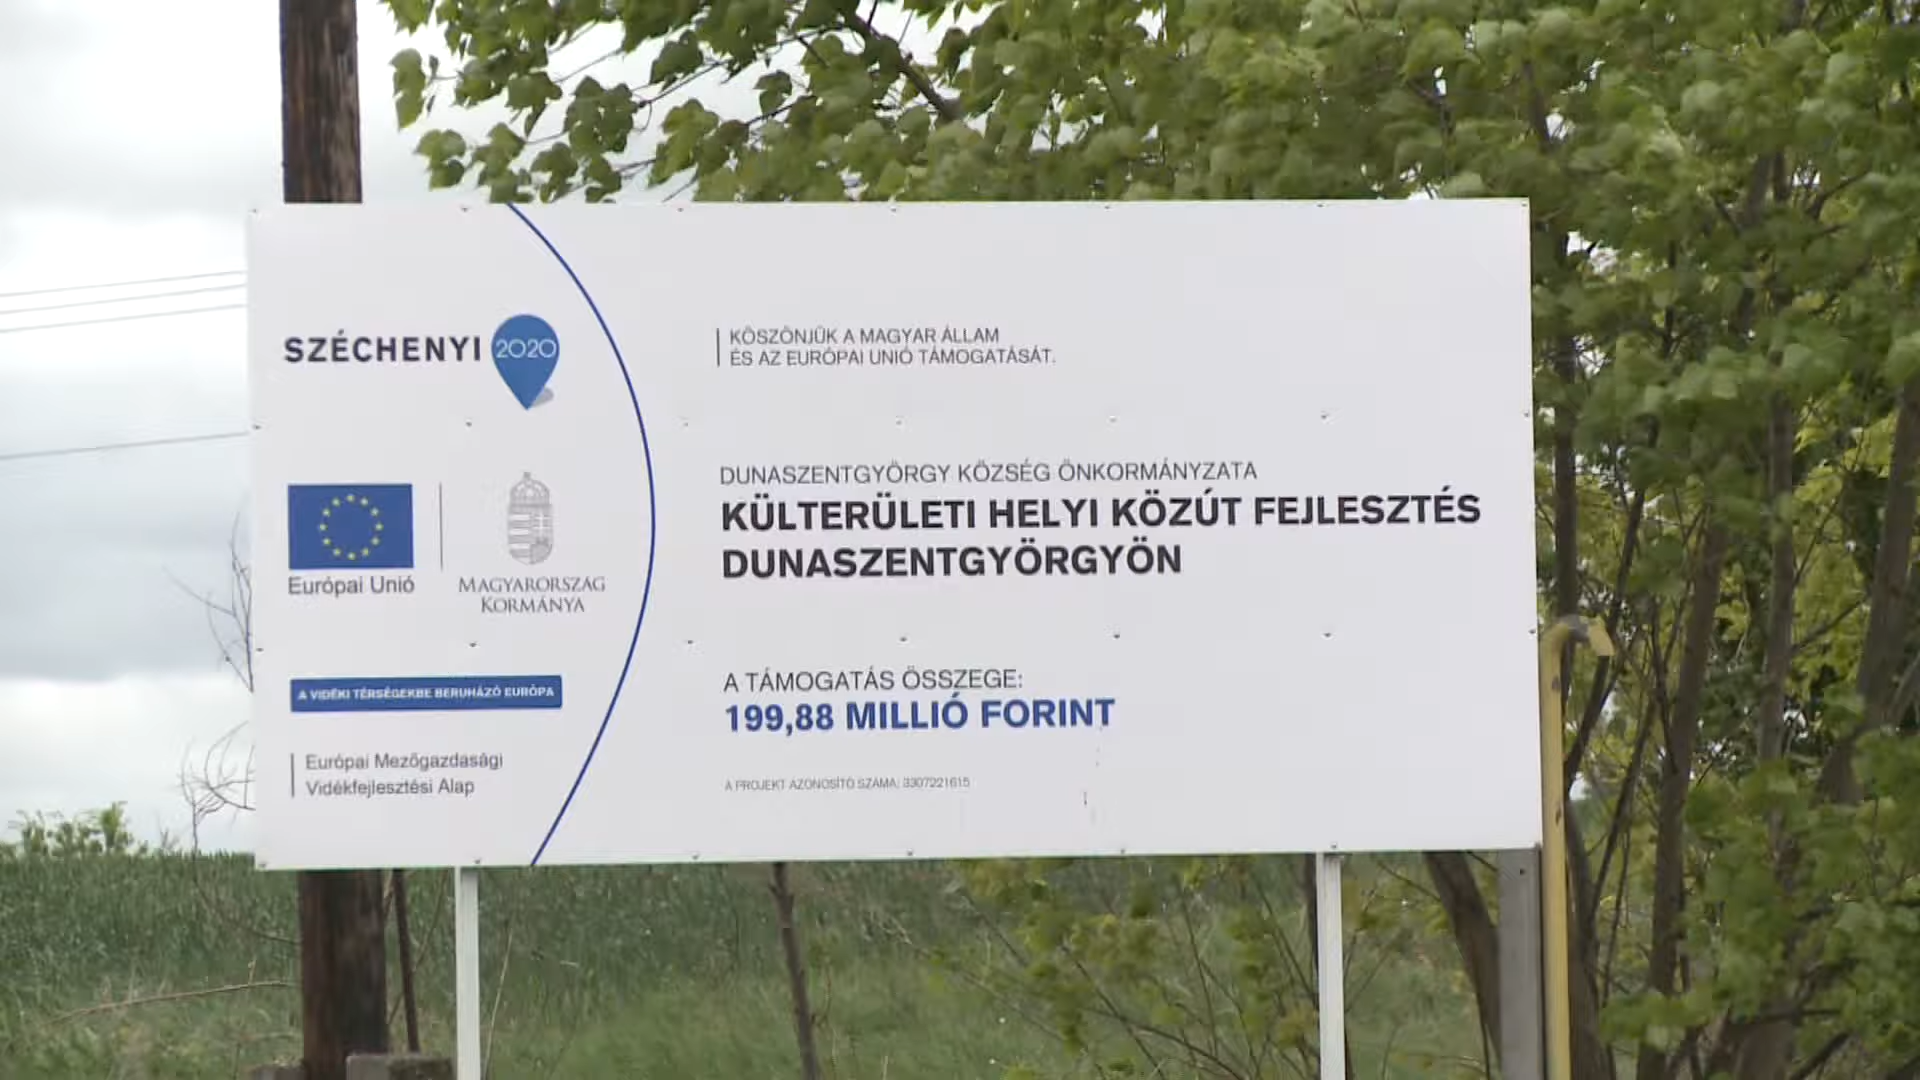 SZÉCHENYI 2020
Európai Unió
MAGYARORSZÁG
KORMÁNYA
A VIDÉKI TÉRSÉGEKBE BERUHÁZÓ EURÓPA
Európai Mezőgazdasági
Vidékfejlesztési Alap
KÖSZÖNJÜK A MAGYAR ÁLLAM
ÉS AZ EURÓPAI UNIÓ TÁMOGATÁSÁT.
DUNASZENTGYÖRGY KÖZSÉG ÖNKORMÁNYZATA
KÜLTERÜLETI HELYI KÖZÚT FEJLESZTÉS
DUNASZENTGYÖRGYÖN
A TÁMOGATÁS ÖSSZEGE:
199,88 MILLIÓ FORINT
A PROJEKT AZONOSÍTÓ SZÁMA: 3307221615